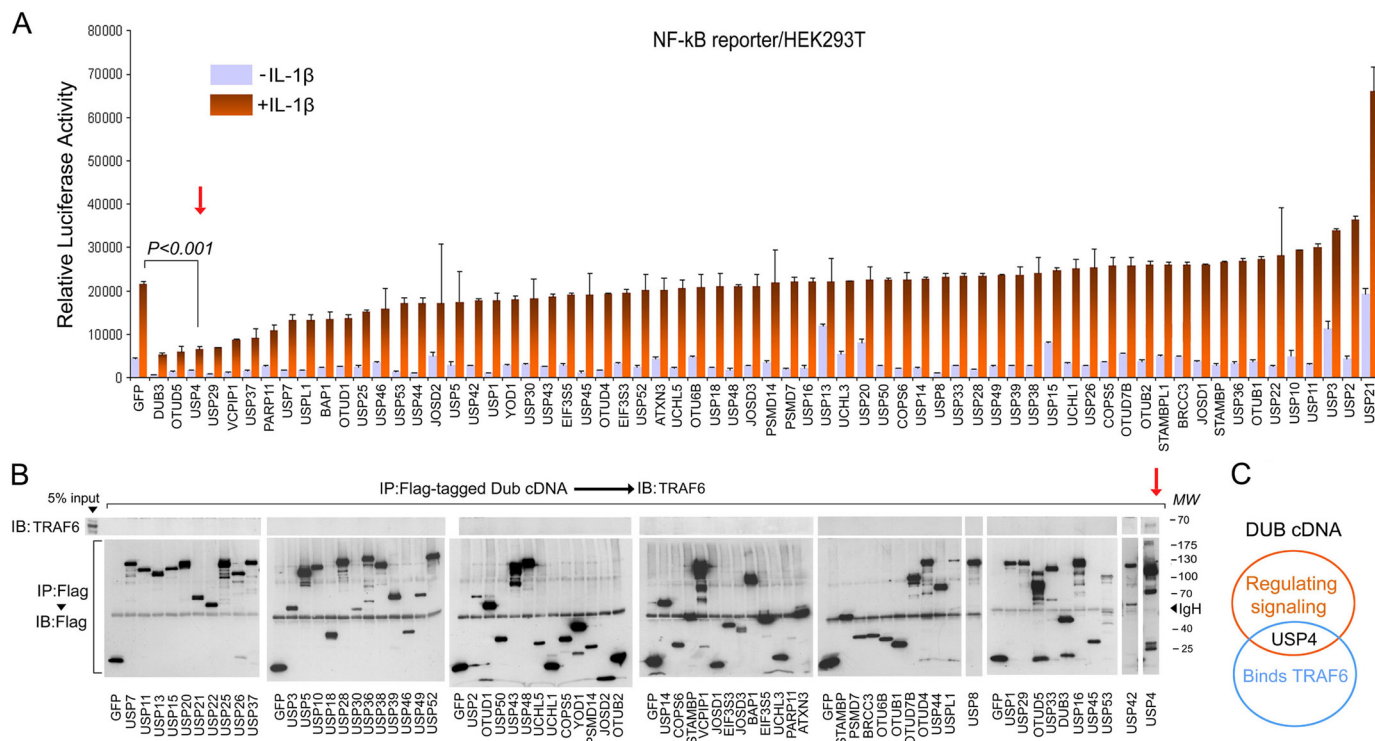 A
NF-kB reporter/HEK293T
Relative Luciferase Activity
80000
70000
60000
50000
40000
30000
20000
10000
0
-IL-1β
+IL-1β
P<0.001
GFP
DUB3
OTUD5
USP4
USP29
VCPIP1
USP37
PARP11
USP7
USPL1
BAP1
OTUD1
USP25
USP46
USP53
USP44
JOSD2
USP5
USP42
USP1
YOD1
USP30
USP43
EIF3S5
USP45
OTUD4
EIF3S3
USP52
ATXN3
UCHL5
OTU6B
USP18
USP48
JOSD3
PSMD14
PSMD7
USP16
USP13
UCHL3
USP20
USP50
COPS6
USP14
USP8
USP33
USP28
USP49
USP39
USP38
USP15
UCHL1
USP26
COPS5
OTUD7B
OTUB2
STAMBPL1
BRCC3
JOSD1
STAMBP
USP36
OTUB1
USP22
USP10
USP11
USP3
USP2
USP21
B
5% input
IP:Flag-tagged Dub cDNA
IB:TRAF6
MW
IB:TRAF6
IP:Flag
IB:Flag
- 70
- 175
- 130
- 100
- 70
IgH
- 40
- 25
GFP
USP7
USP11
USP13
USP15
USP20
USP21
USP22
USP25
USP26
USP37
GFP
USP3
USP5
USP10
USP18
USP28
USP30
USP36
USP38
USP39
USP46
USP49
USP52
GFP
USP2
OTUD1
USP50
USP43
USP48
UCHL5
UCHL1
COPS5
YOD1
PSMD14
JOSD2
OTUB2
GFP
USP14
COPS6
STAMBP
VCPIP1
JOSD1
EIF3S3
JOSD3
BAP1
EIF3S5
UCHL3
PARP11
ATXN3
GFP
STAMBP
PSMD7
BRCC3
OTU6B
OTUB1
OTUD7B
OTUD4
USP44
USPL1
USP8
GFP
USP1
USP29
OTUD5
USP33
DUB3
USP16
USP45
USP53
USP42
USP4
C
DUB cDNA
Regulating
signaling
USP4
Binds TRAF6